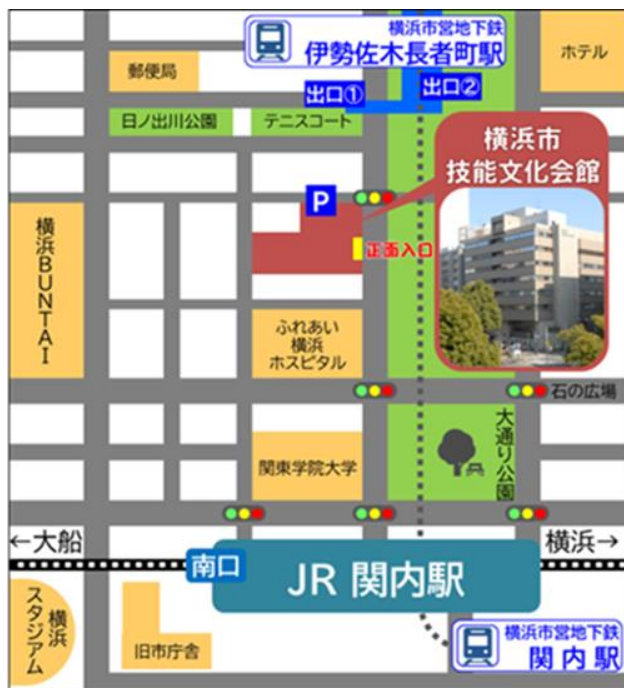 横浜市営地下鉄
伊勢佐木長者町駅
ホテル
郵便局
出口①
出口②
日ノ出川公園
テニスコート
横浜市
技能文化会館
P
正面入口
横浜BUNTAI
ふれあい
横浜
ホスピタル
石の広場
大通り公園
関東学院大学
←大船
横浜→
南口
JR 関内駅
横浜
スタジアム
旧市庁舎
横浜市営地下鉄
関内駅